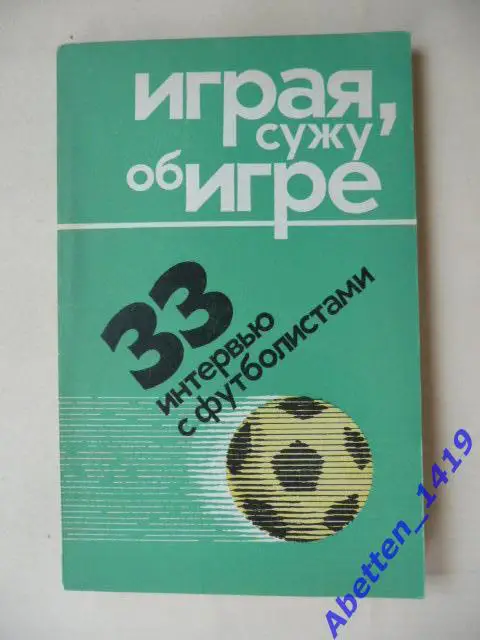 играя,
сужу
об игре
33
интервью
с футболистами
Abetten_1419